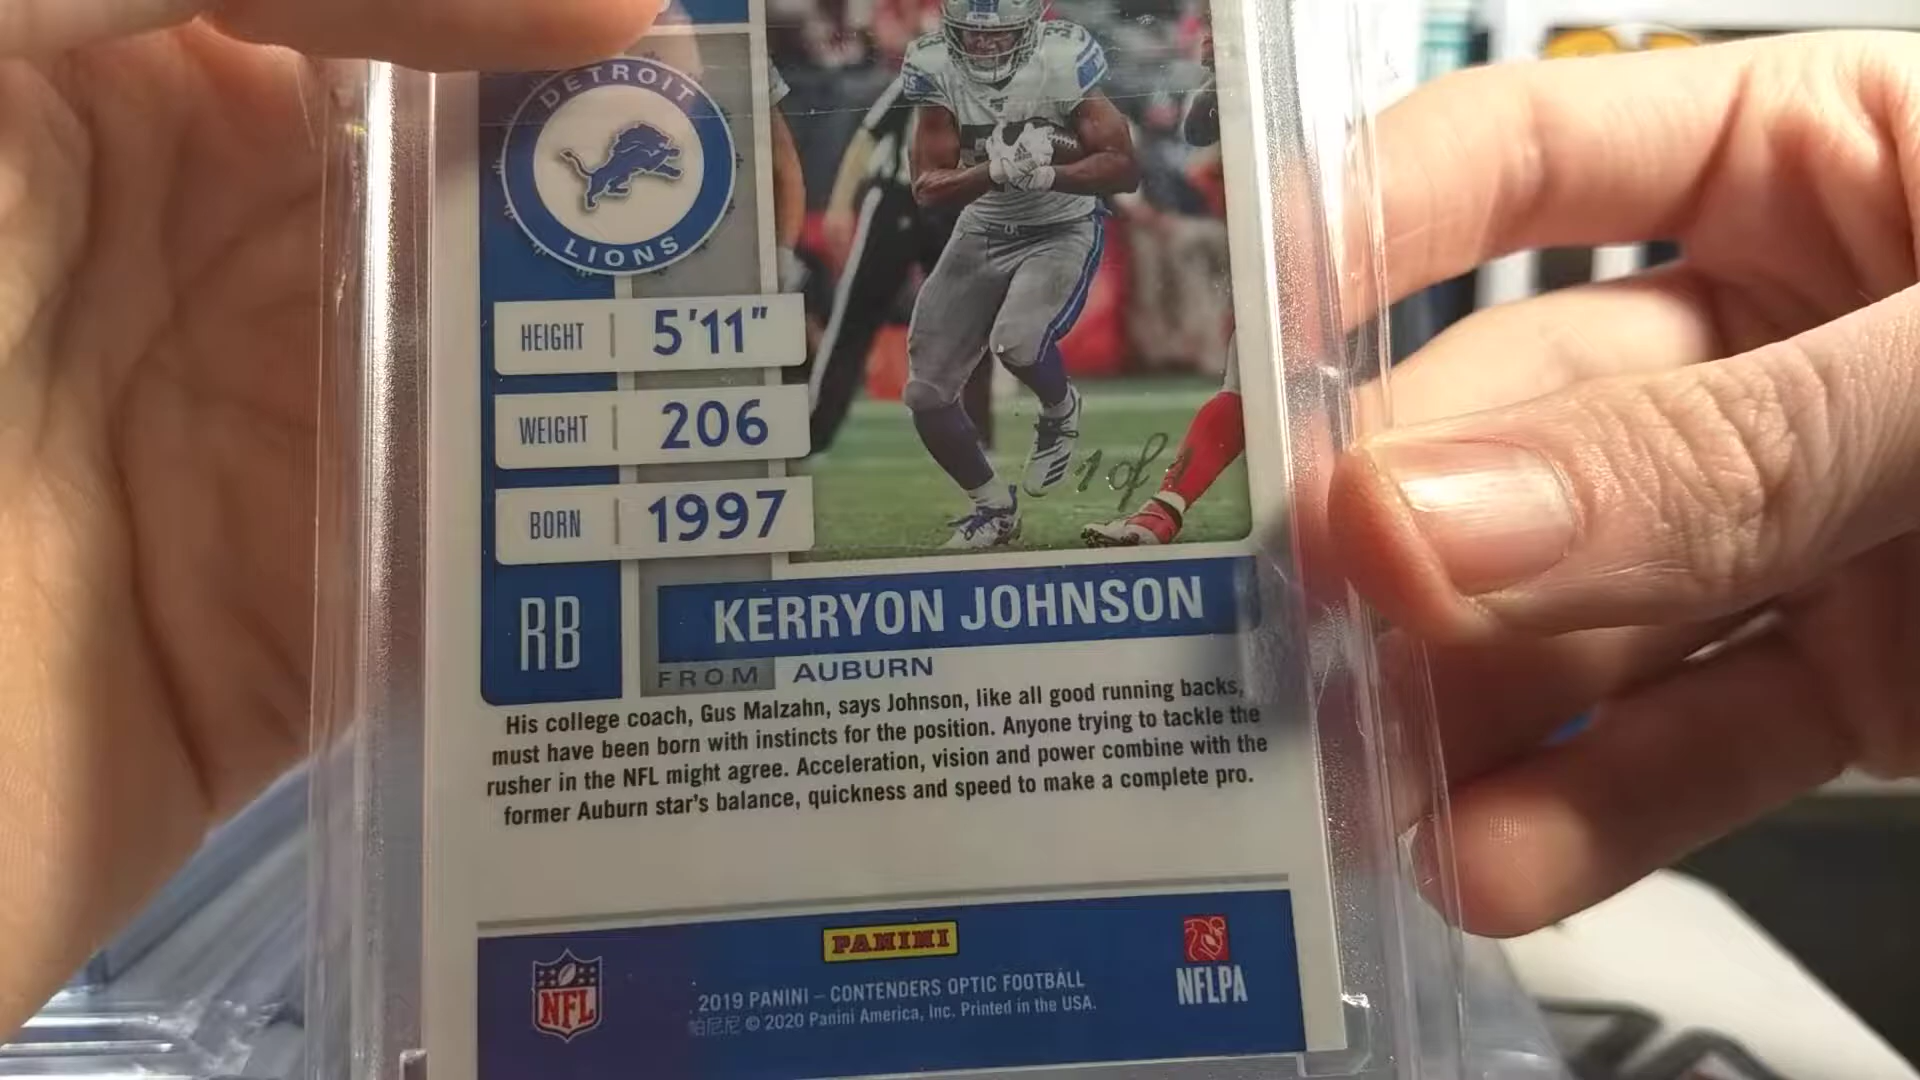 DETROIT
LIONS
HEIGHT 5'11"
WEIGHT 206
BORN 1997
1 of 1
RB
KERRYON JOHNSON
FROM AUBURN
His college coach, Gus Malzahn, says Johnson, like all good running backs,
must have been born with instincts for the position. Anyone trying to tackle the
rusher in the NFL might agree. Acceleration, vision and power combine with the
former Auburn star's balance, quickness and speed to make a complete pro.
PANINI
NFL
2019 PANINI – CONTENDERS OPTIC FOOTBALL
帕尼尼 © 2020 Panini America, Inc. Printed in the USA.
NFLPA